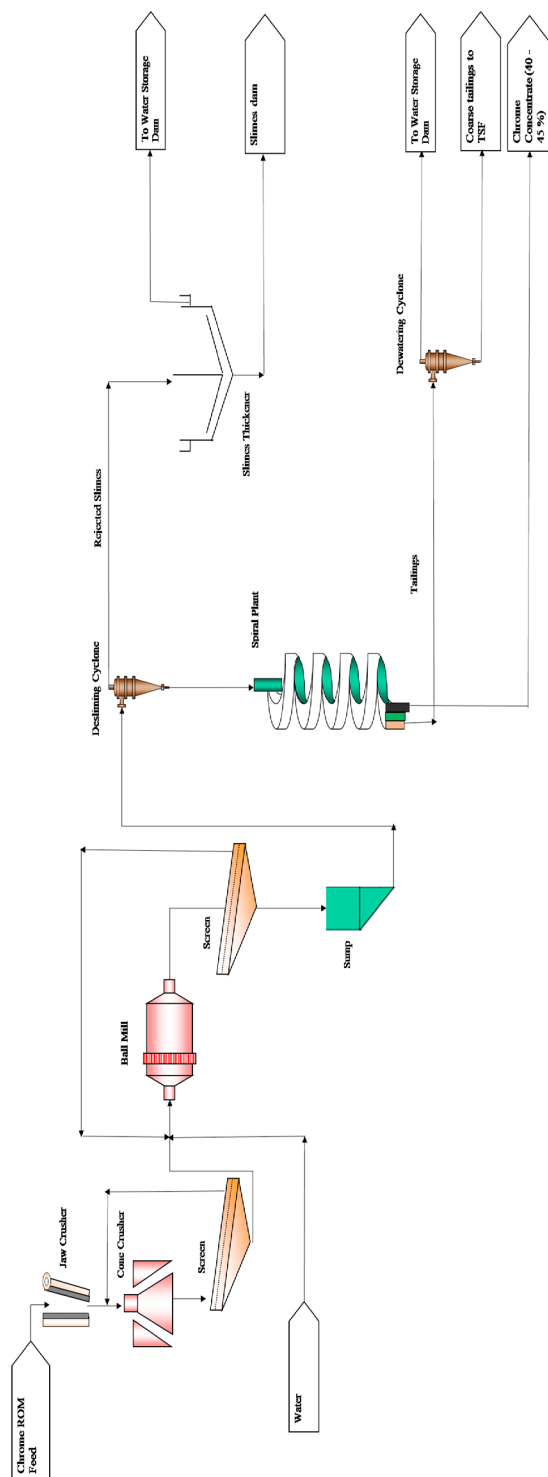 Chrome ROM
Feed
Jaw Crusher
Cone Crusher
Screen
Water
Ball Mill
Screen
Sump
Desliming Cyclone
Rejected Slimes
Spiral Plant
Slimes Thickener
Tailings
Dewatering Cyclone
To Water Storage
Dam
Slimes dam
To Water Storage
Dam
Coarse tailings to
TSF
Chrome
Concentrate (40 -
45 %)